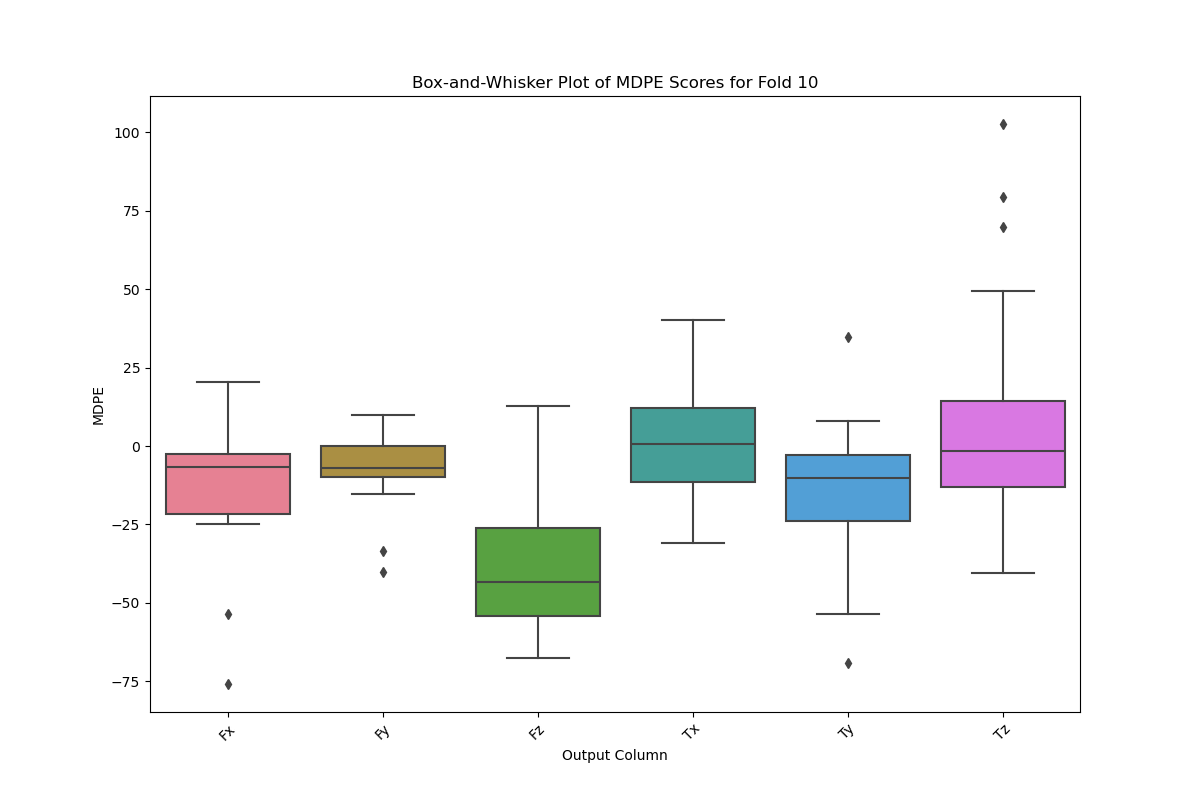 Box-and-Whisker Plot of MDPE Scores for Fold 10
100
75
50
25
0
−25
−50
−75
MDPE
Fx
Fy
Fz
Tx
Ty
Tz
Output Column